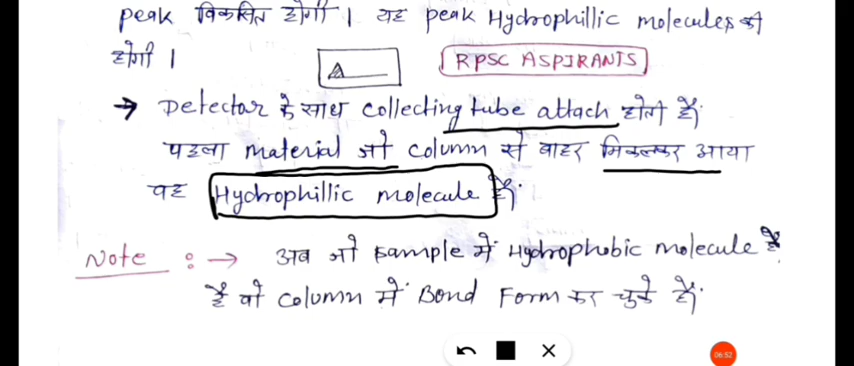 peak विकसित होगी । यह peak Hydrophillic molecules की
होगी ।
RPSC ASPIRANTS
→ Detector के साथ collecting tube attach होती है।
पहला material जो column से बाहर निकलकर आया
वह Hydrophillic molecule है।
Note :→ अब जो sample में Hydrophobic molecule है
है वो column में Bond Form कर चुके है।
06:52